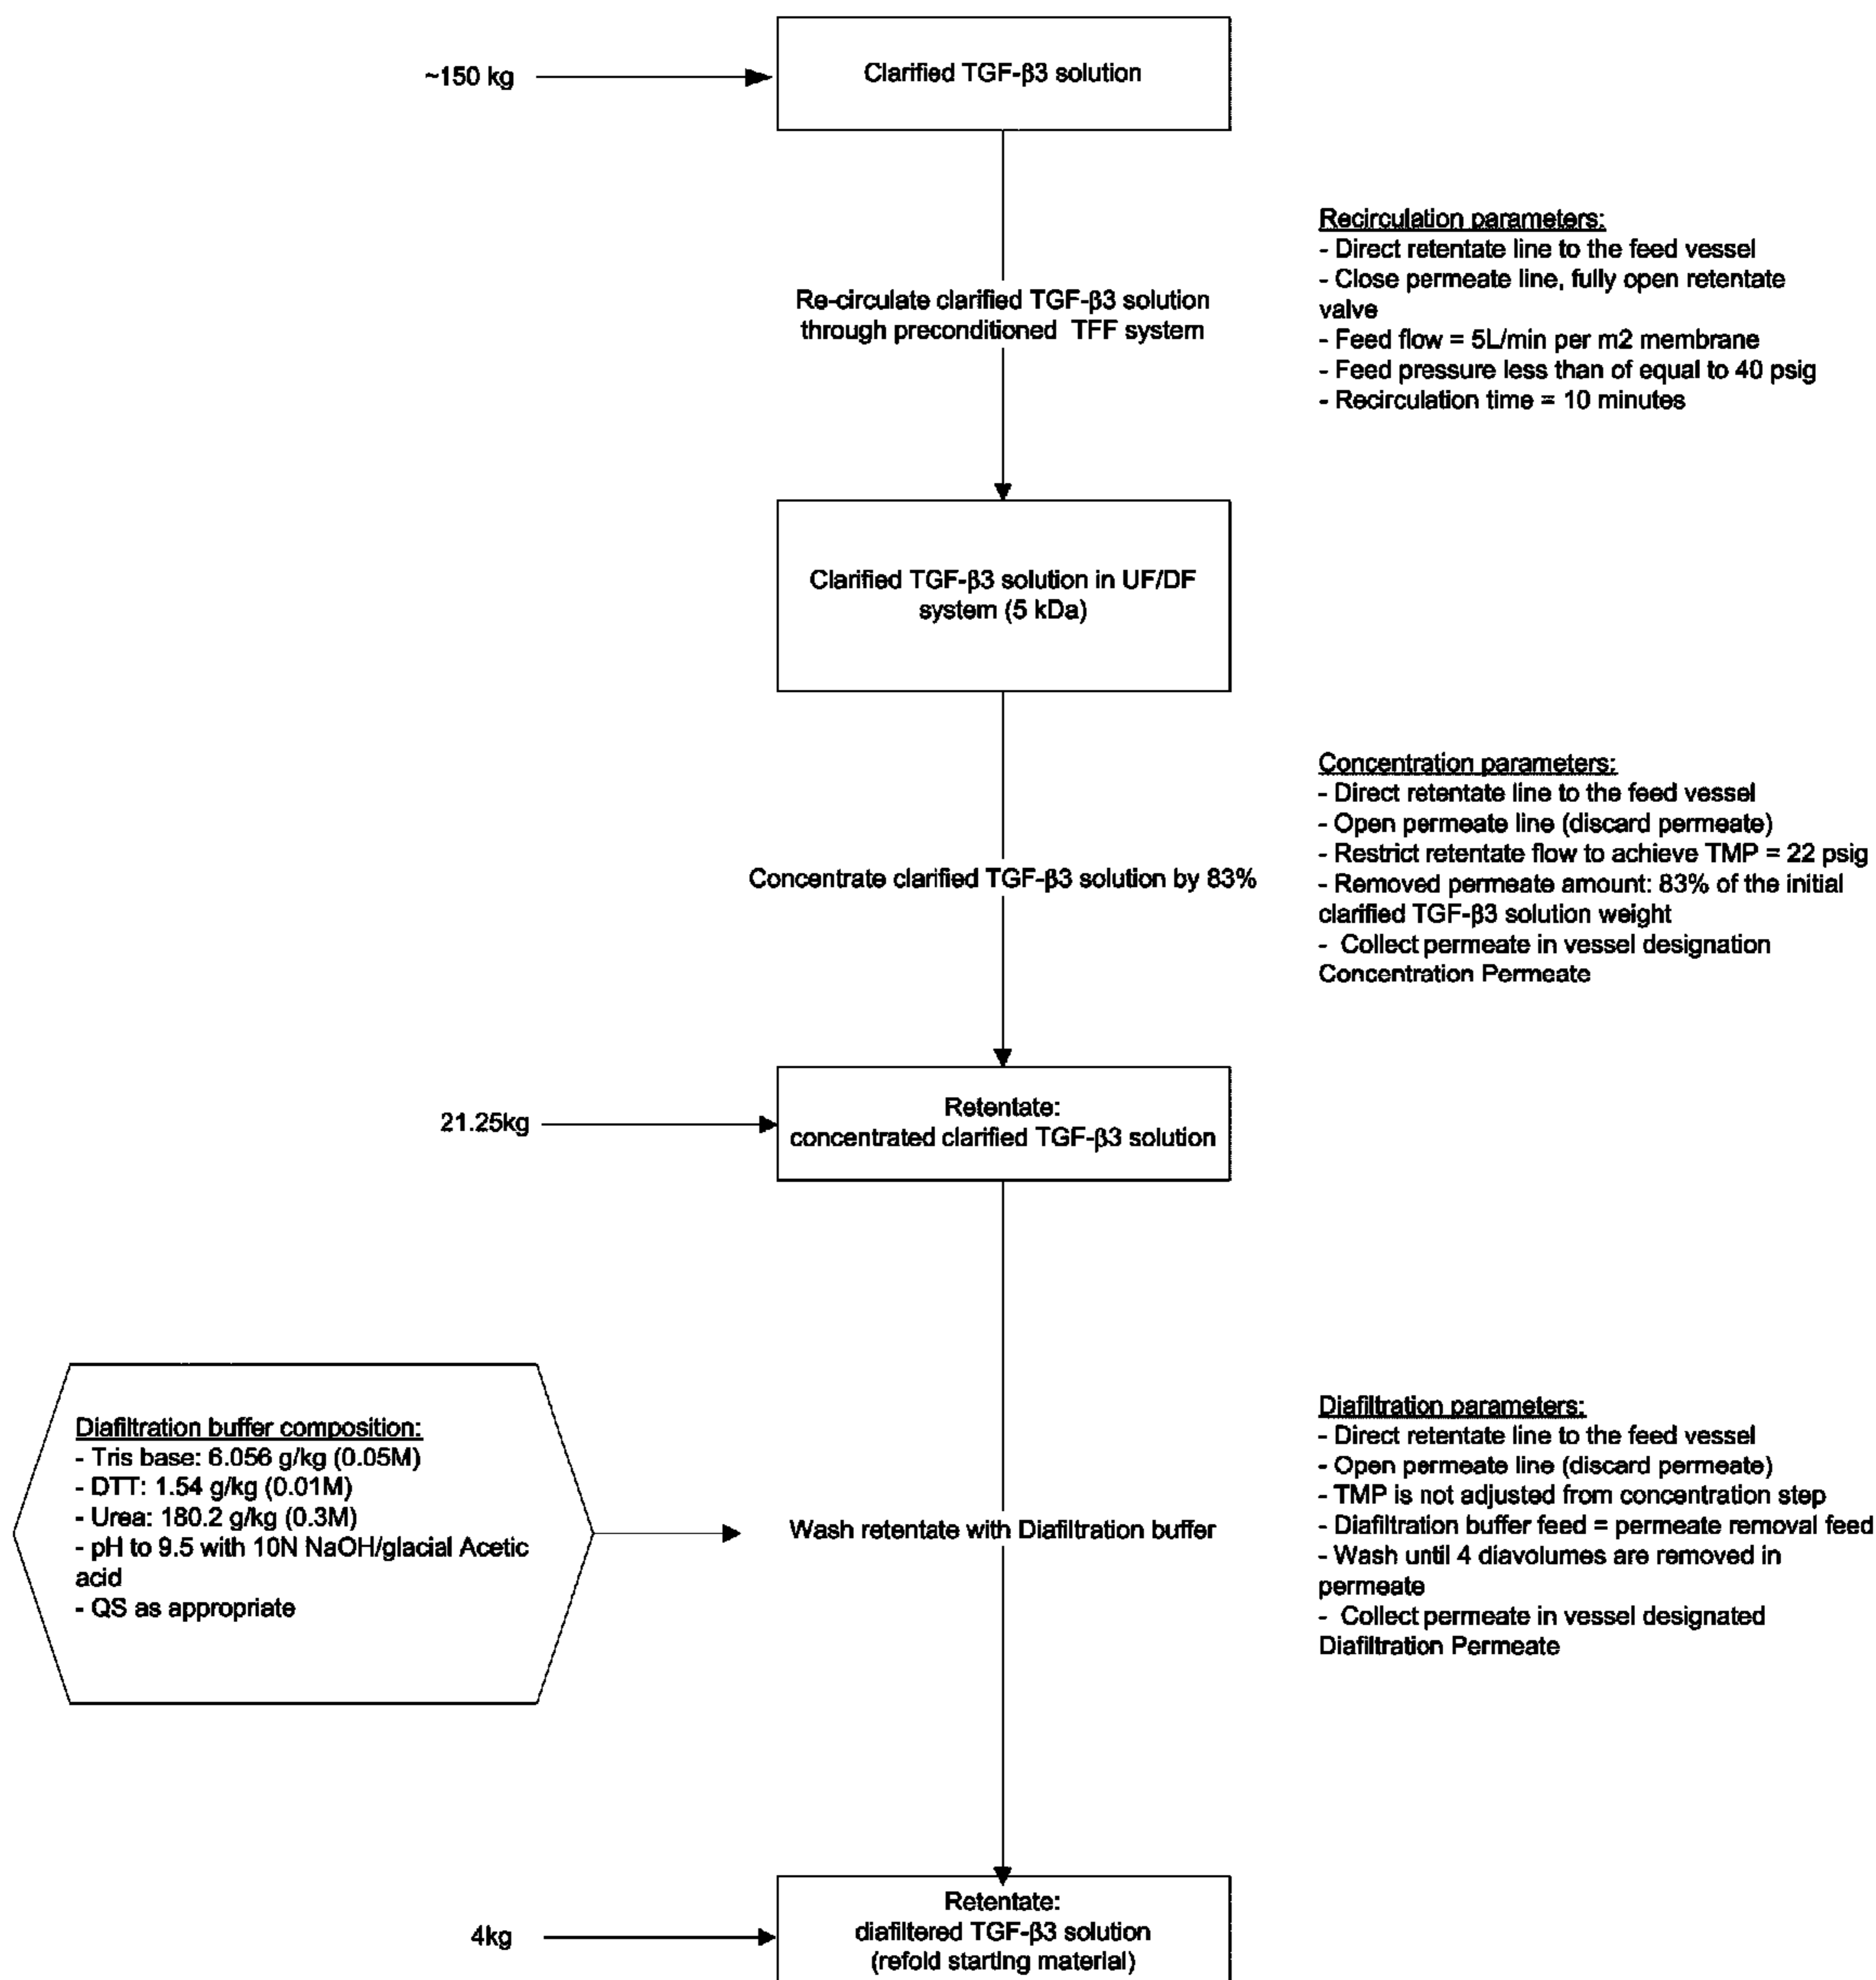 ~150 kg
Clarified TGF-β3 solution
Recirculation parameters:
- Direct retentate line to the feed vessel
- Close permeate line, fully open retentate
valve
- Feed flow = 5L/min per m2 membrane
- Feed pressure less than of equal to 40 psig
- Recirculation time = 10 minutes
Re-circulate clarified TGF-β3 solution
through preconditioned TFF system
Clarified TGF-β3 solution in UF/DF
system (5 kDa)
Concentration parameters:
- Direct retentate line to the feed vessel
- Open permeate line (discard permeate)
- Restrict retentate flow to achieve TMP = 22 psig
- Removed permeate amount: 83% of the initial
clarified TGF-β3 solution weight
- Collect permeate in vessel designation
Concentration Permeate
Concentrate clarified TGF-β3 solution by 83%
21.25kg
Retentate:
concentrated clarified TGF-β3 solution
Diafiltration buffer composition:
- Tris base: 6.056 g/kg (0.05M)
- DTT: 1.54 g/kg (0.01M)
- Urea: 180.2 g/kg (0.3M)
- pH to 9.5 with 10N NaOH/glacial Acetic
acid
- QS as appropriate
Wash retentate with Diafiltration buffer
Diafiltration parameters:
- Direct retentate line to the feed vessel
- Open permeate line (discard permeate)
- TMP is not adjusted from concentration step
- Diafiltration buffer feed = permeate removal feed
- Wash until 4 diavolumes are removed in
permeate
- Collect permeate in vessel designated
Diafiltration Permeate
4kg
Retentate:
diafiltered TGF-β3 solution
(refold starting material)